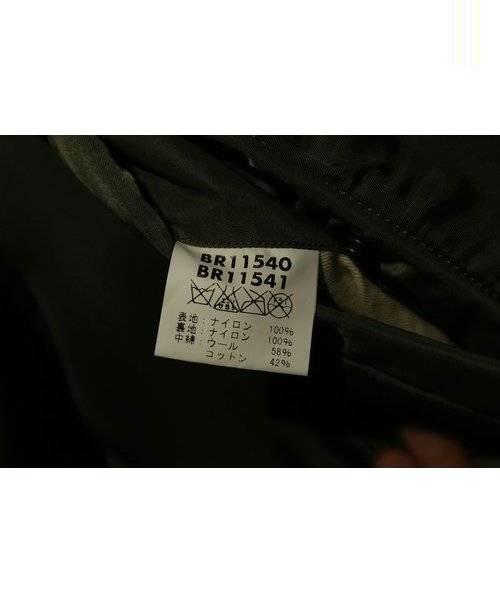 BR11540
BR11541
表地：ナイロン 100%
裏地：ナイロン 100%
中綿：ウール 58%
コットン 42%